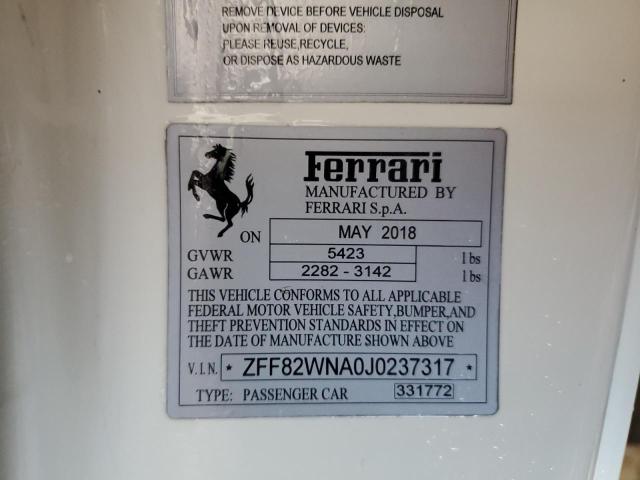 REMOVE DEVICE BEFORE VEHICLE DISPOSAL
UPON REMOVAL OF DEVICES:
PLEASE REUSE,RECYCLE,
OR DISPOSE AS HAZARDOUS WASTE
Ferrari
MANUFACTURED BY
FERRARI S.p.A.
ON MAY 2018
GVWR 5423 lbs
GAWR 2282 - 3142 lbs
THIS VEHICLE CONFORMS TO ALL APPLICABLE
FEDERAL MOTOR VEHICLE SAFETY,BUMPER,AND
THEFT PREVENTION STANDARDS IN EFFECT ON
THE DATE OF MANUFACTURE SHOWN ABOVE
V.I.N. * ZFF82WNA0J0237317 *
TYPE: PASSENGER CAR 331772